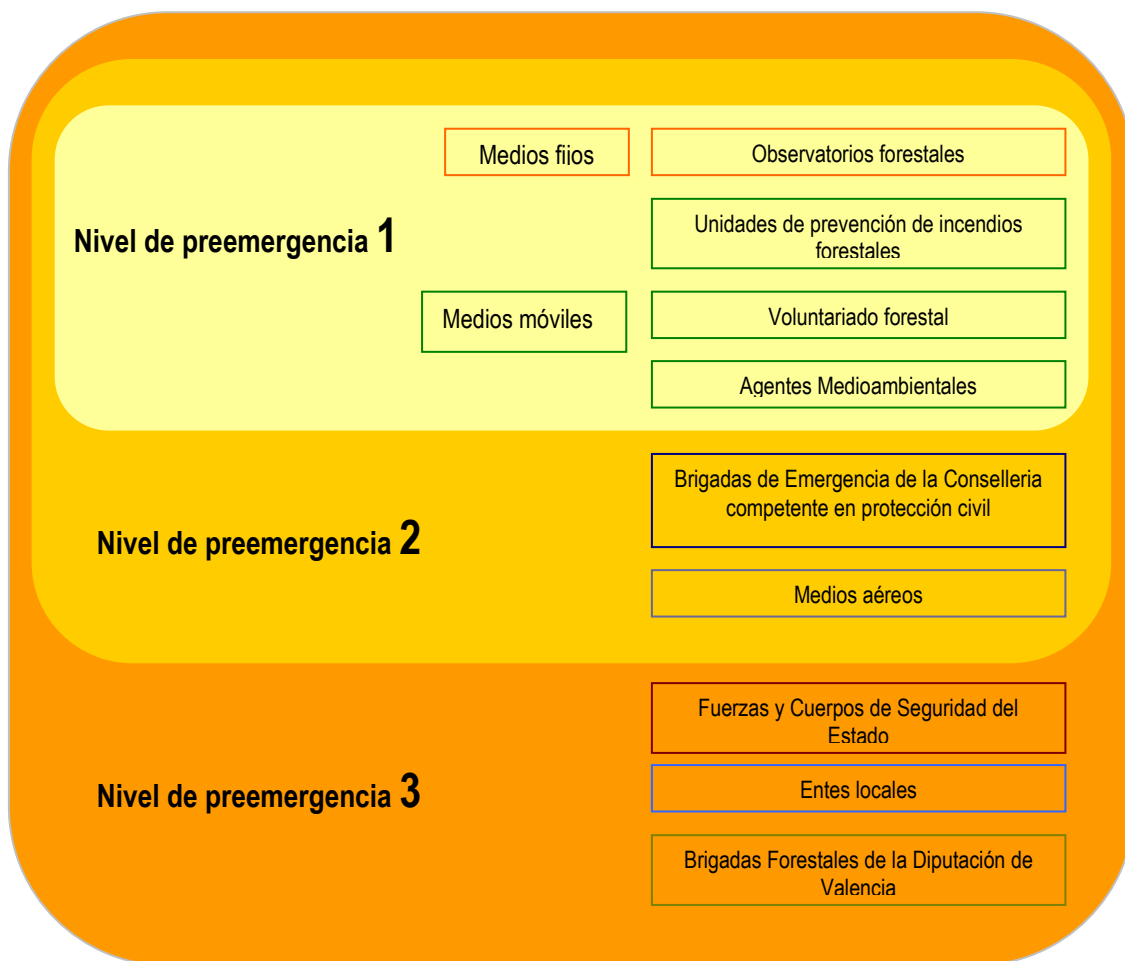 Medios fijos
Observatorios forestales
Nivel de preemergencia 1
Unidades de prevención de incendios
forestales
Medios móviles
Voluntariado forestal
Agentes Medioambientales
Nivel de preemergencia 2
Brigadas de Emergencia de la Conselleria
competente en protección civil
Medios aéreos
Nivel de preemergencia 3
Fuerzas y Cuerpos de Seguridad del
Estado
Entes locales
Brigadas Forestales de la Diputación de
Valencia